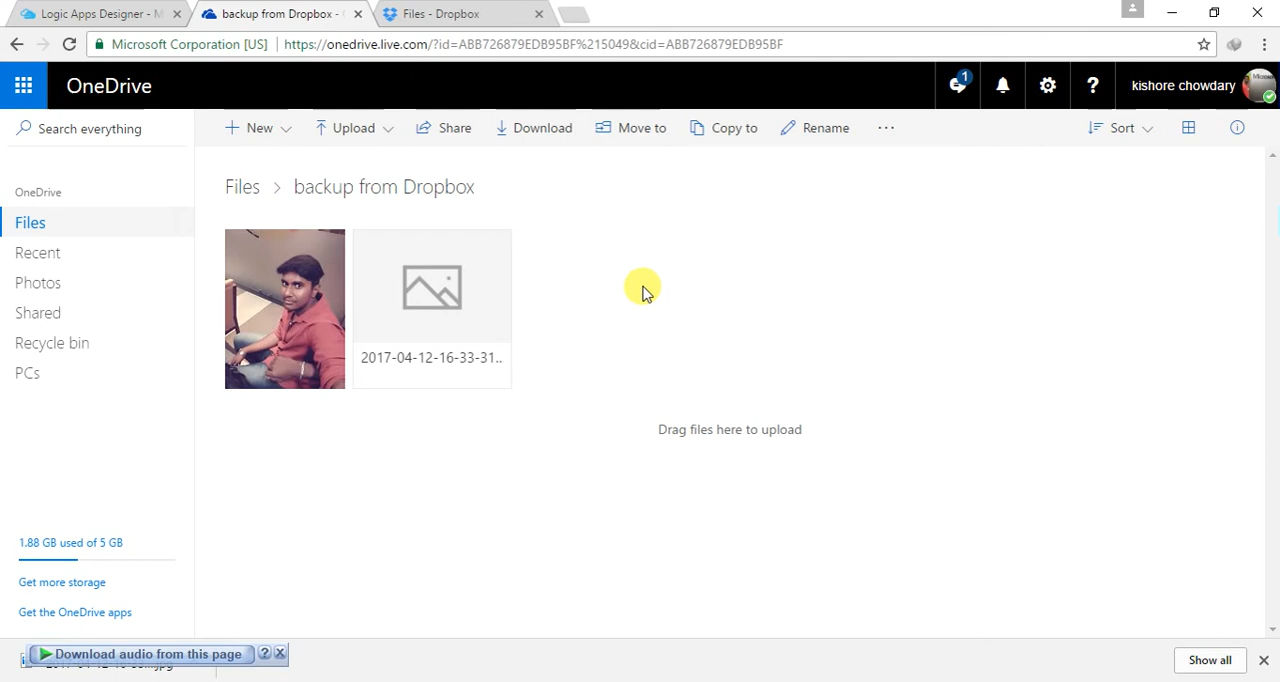 Logic Apps Designer - M
backup from Dropbox -
Files - Dropbox
Microsoft Corporation [US]
https://onedrive.live.com/?id=ABB726879EDB95BF%215049&cid=ABB726879EDB95BF
OneDrive
1
?
kishore chowdary
Search everything
New
Upload
Share
Download
Move to
Copy to
Rename
Sort
Files > backup from Dropbox
OneDrive
Files
Recent
Photos
Shared
Recycle bin
PCs
2017-04-12-16-33-31..
Drag files here to upload
1.88 GB used of 5 GB
Get more storage
Get the OneDrive apps
Download audio from this page
?
Show all